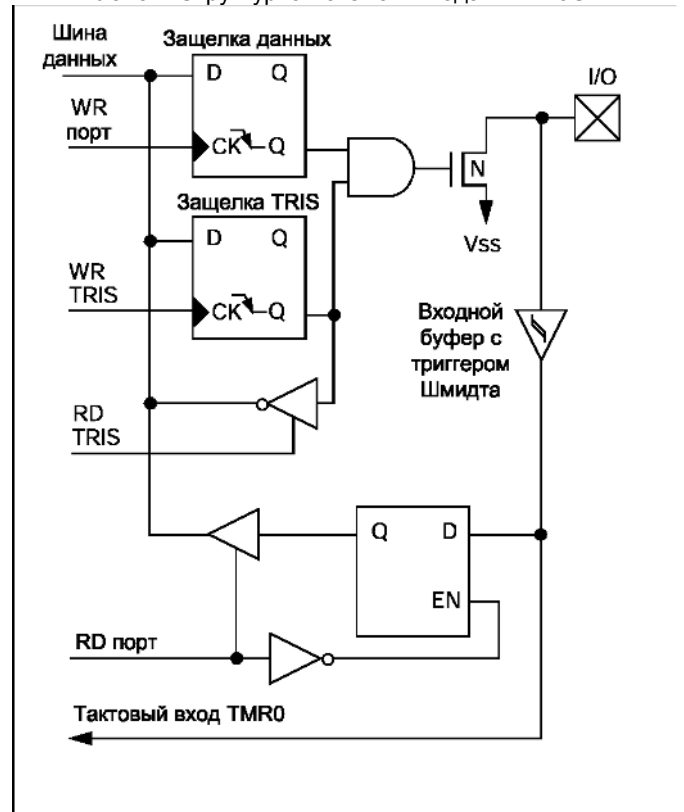 Шина
данных
Защелка данных
D Q
I/O
WR
порт
CK Q
N
Vss
Защелка TRIS
D Q
WR
TRIS
CK Q
Входной
буфер с
триггером
Шмидта
RD
TRIS
Q D
EN
RD порт
Тактовый вход TMR0